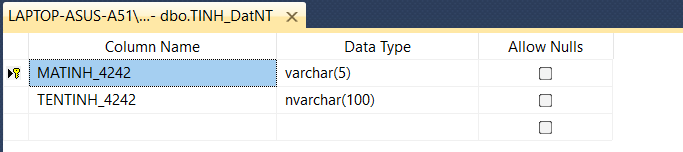 LAPTOP-ASUS-A51\...- dbo.TINH_DatNT
Column Name Data Type Allow Nulls
MATINH_4242 varchar(5)
TENTINH_4242 nvarchar(100)